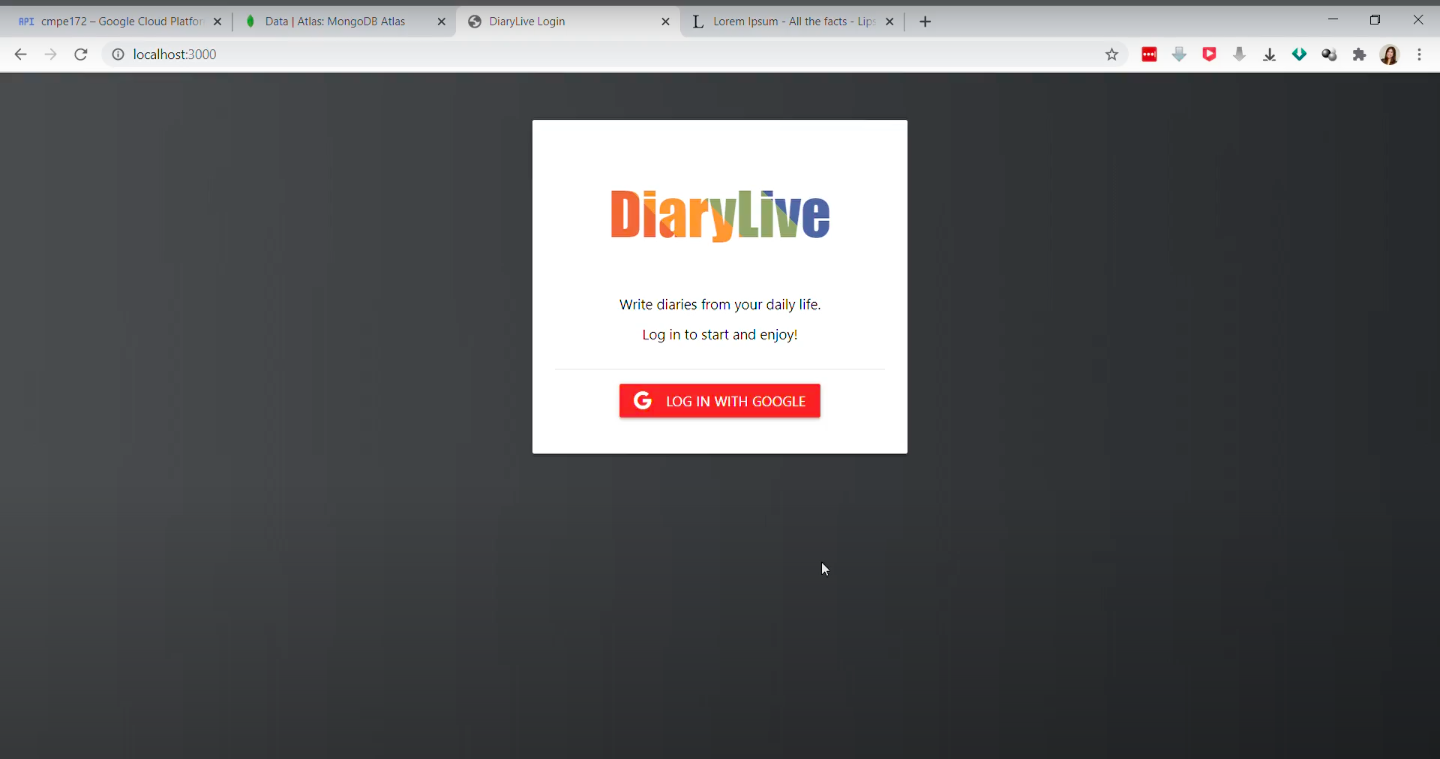 API cmpe172 – Google Cloud Platfor
Data | Atlas: MongoDB Atlas
DiaryLive Login
L Lorem Ipsum - All the facts - Lips
localhost:3000
DiaryLive
Write diaries from your daily life.
Log in to start and enjoy!
G LOG IN WITH GOOGLE